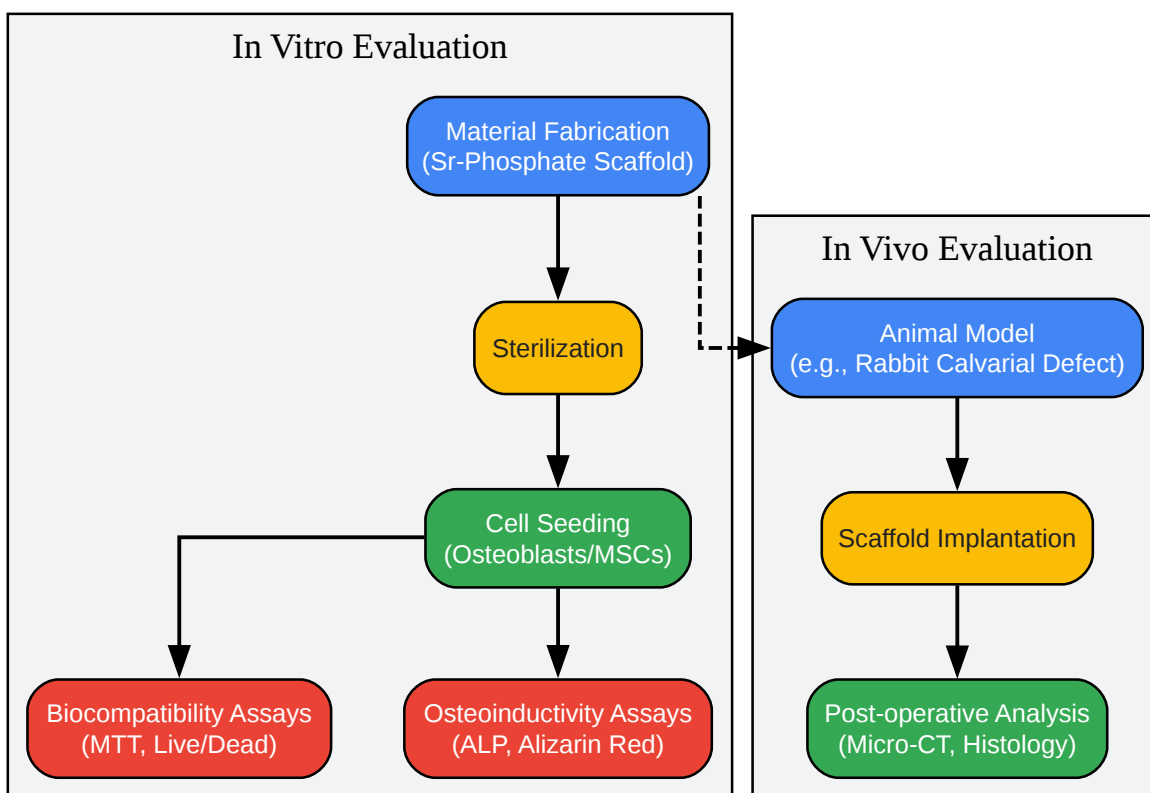 In Vitro Evaluation
Material Fabrication
(Sr-Phosphate Scaffold)
Sterilization
Cell Seeding
(Osteoblasts/MSCs)
Biocompatibility Assays
(MTT, Live/Dead)
Osteoinductivity Assays
(ALP, Alizarin Red)
In Vivo Evaluation
Animal Model
(e.g., Rabbit Calvarial Defect)
Scaffold Implantation
Post-operative Analysis
(Micro-CT, Histology)